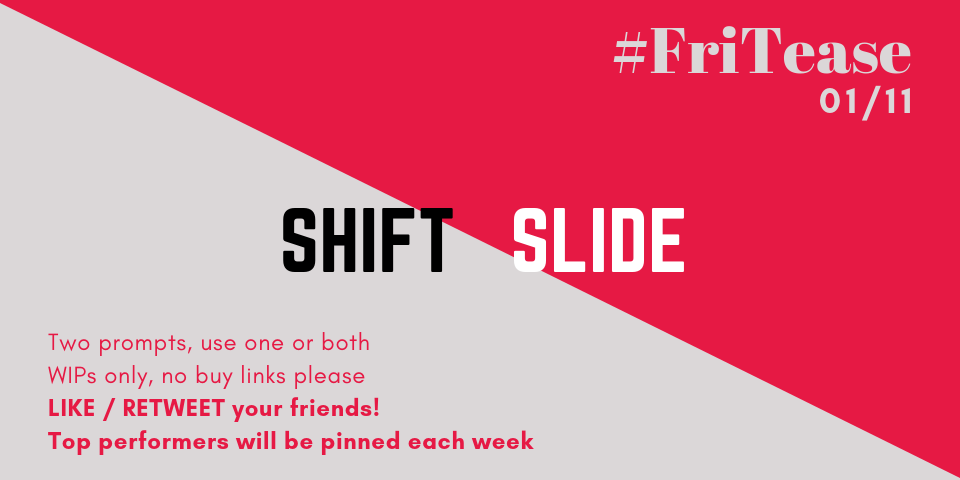 #FriTease
01/11
SHIFT SLIDE
Two prompts, use one or both
WIPs only, no buy links please
LIKE / RETWEET your friends!
Top performers will be pinned each week